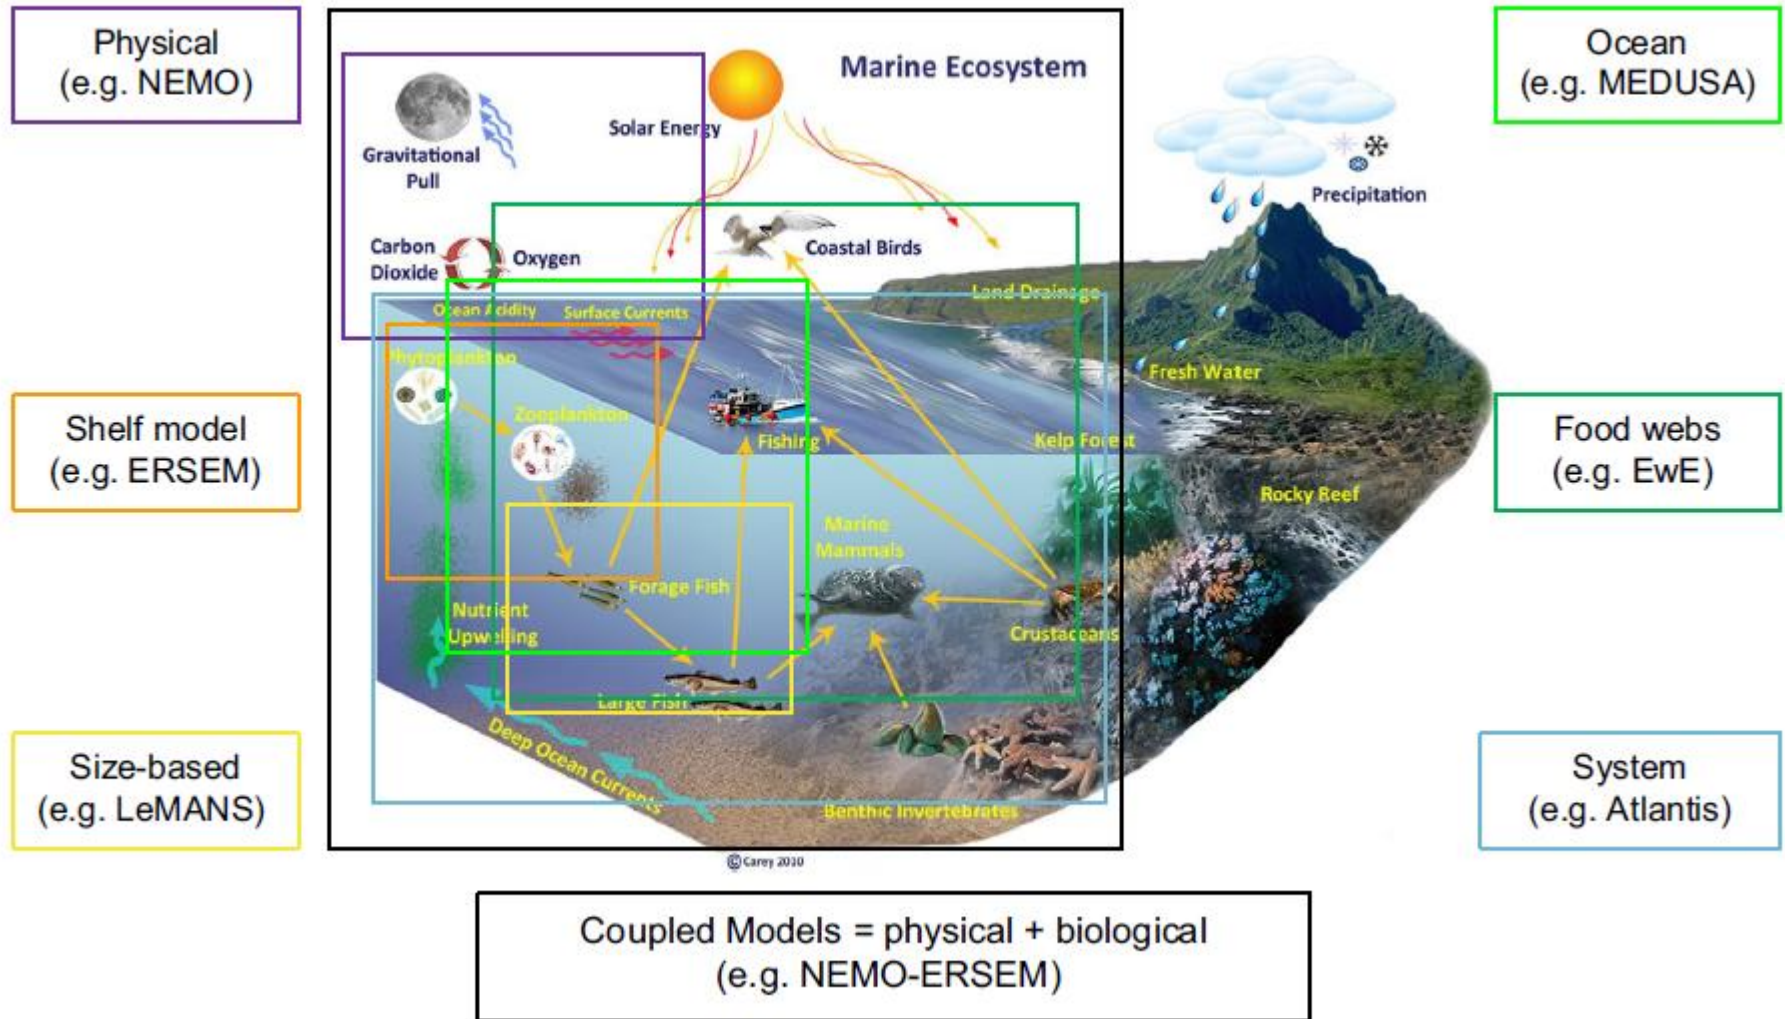 Physical
(e.g. NEMO)
Ocean
(e.g. MEDUSA)
Marine Ecosystem
Solar Energy
Gravitational
Pull
Precipitation
Carbon
Dioxide
Oxygen
Coastal Birds
Land Drainage
Ocean Acidity
Surface Currents
Phytoplankton
Fresh Water
Shelf model
(e.g. ERSEM)
Zooplankton
Fishing
Kelp Forest
Food webs
(e.g. EwE)
Rocky Reef
Marine
Mammals
Forage Fish
Nutrient
Upwelling
Crustaceans
Large Fish
Deep Ocean Currents
Benthic Invertebrates
Size-based
(e.g. LeMANS)
System
(e.g. Atlantis)
© Carey 2010
Coupled Models = physical + biological
(e.g. NEMO-ERSEM)